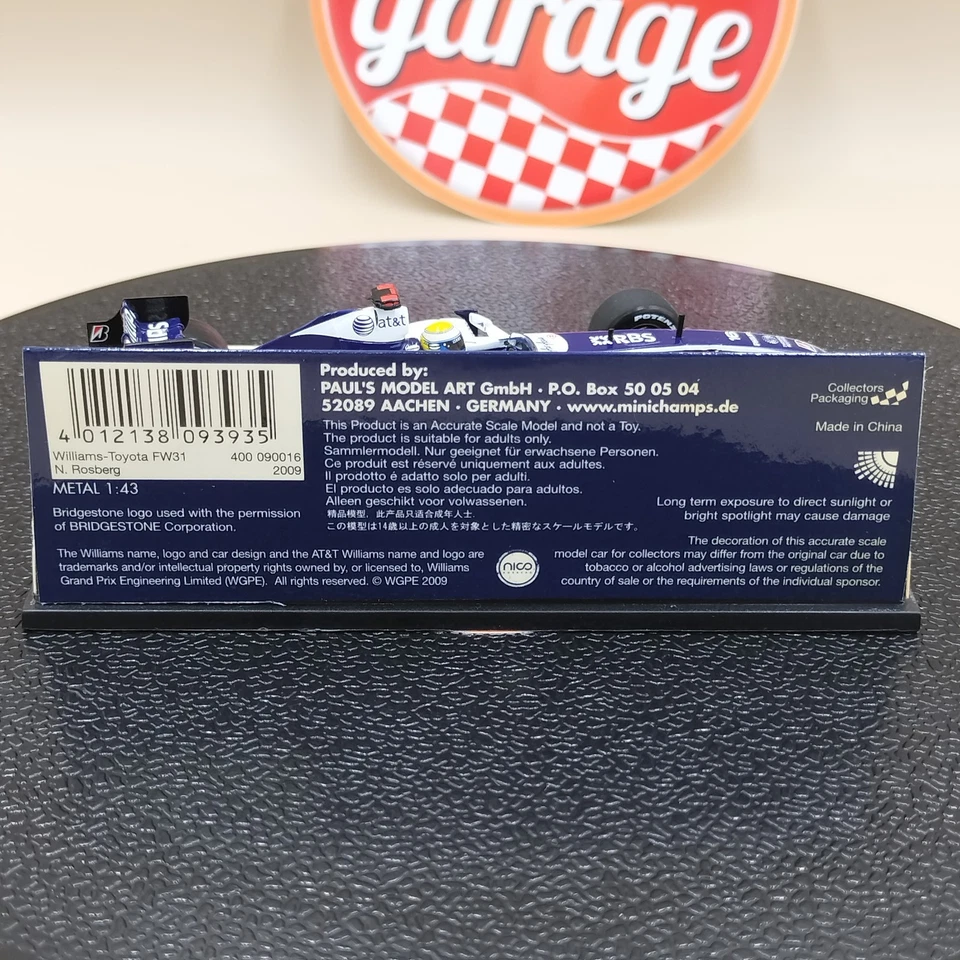 garage
at&t
RBS
POTENZ
4 012138 093935
Williams-Toyota FW31 400 090016
N. Rosberg 2009
METAL 1:43
Bridgestone logo used with the permission
of BRIDGESTONE Corporation.
The Williams name, logo and car design and the AT&T Williams name and logo are
trademarks and/or intellectual property rights owned by, or licensed to, Williams
Grand Prix Engineering Limited (WGPE). All rights reserved. © WGPE 2009
Produced by:
PAUL'S MODEL ART GmbH · P.O. Box 50 05 04
52089 AACHEN · GERMANY · www.minichamps.de
This Product is an Accurate Scale Model and not a Toy.
The product is suitable for adults only.
Sammlermodell. Nur geeignet für erwachsene Personen.
Ce produit est réservé uniquement aux adultes.
Il prodotto é adatto solo per adulti.
El producto es solo adecuado para adultos.
Alleen geschikt voor volwassenen.
精品模型，此产品只适合成年人士.
この模型は14歳以上の成人を対象とした精密なスケールモデルです。
nico
Collectors
Packaging
Made in China
Long term exposure to direct sunlight or
bright spotlight may cause damage
The decoration of this accurate scale
model car for collectors may differ from the original car due to
tobacco or alcohol advertising laws or regulations of the
country of sale or the requirements of the individual sponsor.